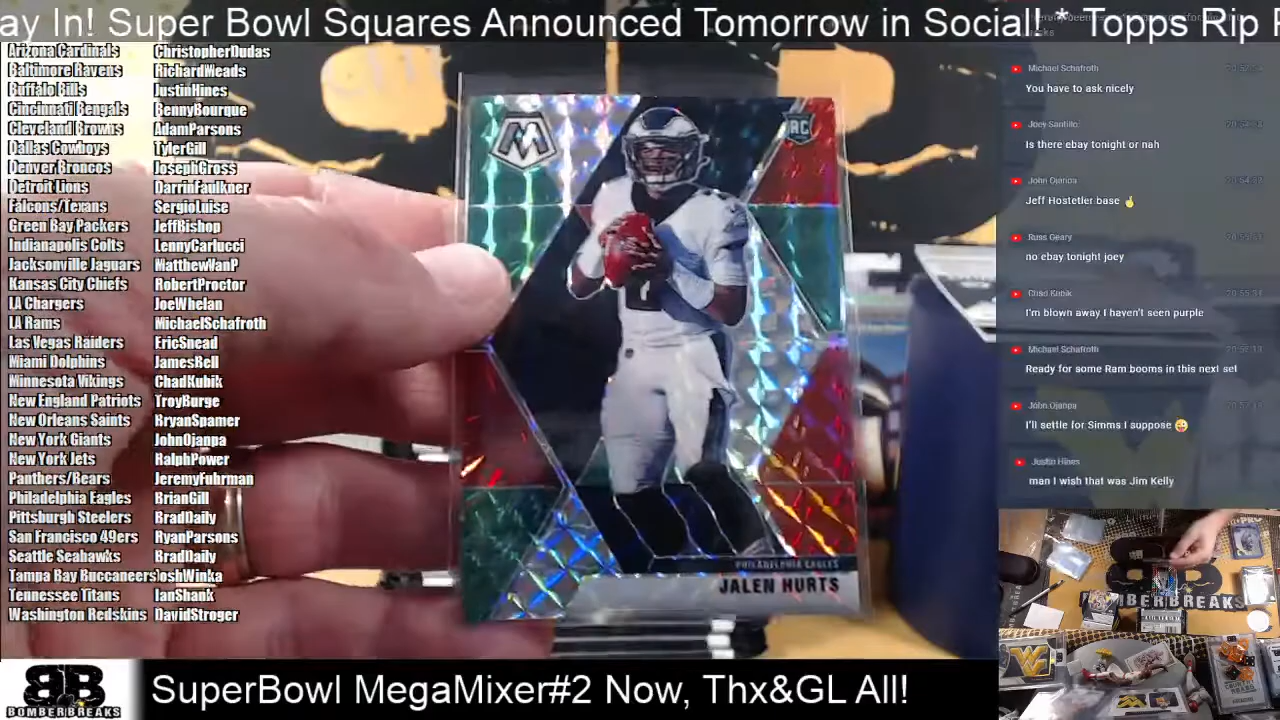 ay In! Super Bowl Squares Announced Tomorrow in Social! * Topps Rip F
Arizona Cardinals ChristopherDudas
Baltimore Ravens RichardWeads
Buffalo Bills JustinHines
Cincinnati Bengals BennyBourque
Cleveland Browns AdamParsons
Dallas Cowboys TylerGill
Denver Broncos JosephGross
Detroit Lions DarrinFaulkner
Falcons/Texans SergioLuise
Green Bay Packers JeffBishop
Indianapolis Colts LennyCarlucci
Jacksonville Jaguars MatthewVanP
Kansas City Chiefs RobertProctor
LA Chargers JoeWhelan
LA Rams MichaelSchafroth
Las Vegas Raiders EricSnead
Miami Dolphins JamesBell
Minnesota Vikings ChadKubik
New England Patriots TroyBurge
New Orleans Saints BryanSpamer
New York Giants JohnOjanpa
New York Jets RalphPower
Panthers/Bears JeremyFuhrman
Philadelphia Eagles BrianGill
Pittsburgh Steelers BradDaily
San Francisco 49ers RyanParsons
Seattle Seahawks BradDaily
Tampa Bay Ruccaneers JoshWinka
Tennessee Titans IanShank
Washington Redskins DavidStroger
M
RC
PHILADELPHIA EAGLES
JALEN HURTS
Michael Schafroth
You have to ask nicely
Joey Santillo
Is there ebay tonight or nah
John Ojanpa
Jeff Hostetler base
Russ Geary
no ebay tonight joey
Chad Kubik
I'm blown away I haven't seen purple
Michael Schafroth
Ready for some Ram booms in this next set
John Ojanpa
I'll settle for Simms I suppose
Justin Hines
man I wish that was Jim Kelly
BOMBERBREAKS
BB
BOMBERBREAKS
SuperBowl MegaMixer#2 Now, Thx&GL All!